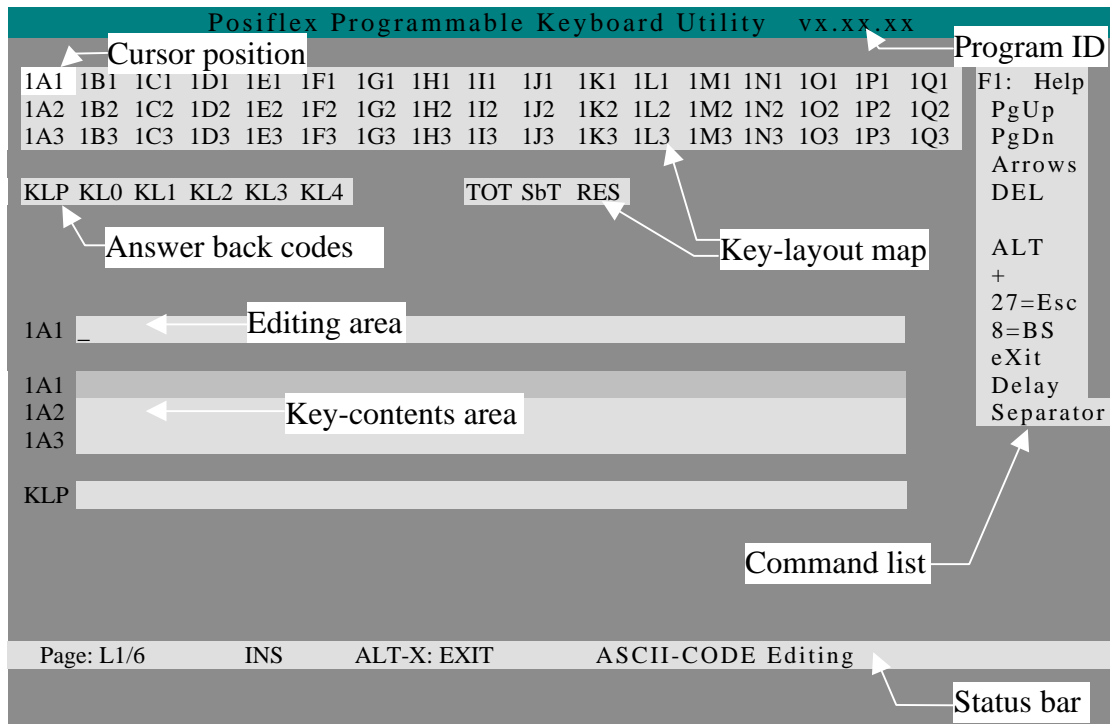 Posiflex Programmable Keyboard Utility vx.xx.xx
Cursor position
Program ID
1A1 1B1 1C1 1D1 1E1 1F1 1G1 1H1 1I1 1J1 1K1 1L1 1M1 1N1 1O1 1P1 1Q1 F1: Help
1A2 1B2 1C2 1D2 1E2 1F2 1G2 1H2 1I2 1J2 1K2 1L2 1M2 1N2 1O2 1P2 1Q2 PgUp
1A3 1B3 1C3 1D3 1E3 1F3 1G3 1H3 1I3 1J3 1K3 1L3 1M3 1N3 1O3 1P3 1Q3 PgDn
Arrows
KLP KL0 KL1 KL2 KL3 KL4 TOT SbT RES DEL
Answer back codes
Key-layout map
ALT
+
27=Esc
Editing area
1A1 _
8=BS
eXit
1A1
Delay
1A2
Key-contents area
Separator
1A3
KLP
Command list
Page: L1/6 INS ALT-X: EXIT ASCII-CODE Editing
Status bar